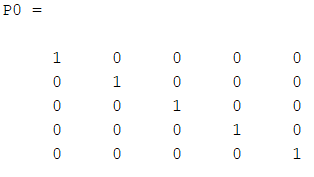 P0 =
1 0 0 0 0
0 1 0 0 0
0 0 1 0 0
0 0 0 1 0
0 0 0 0 1